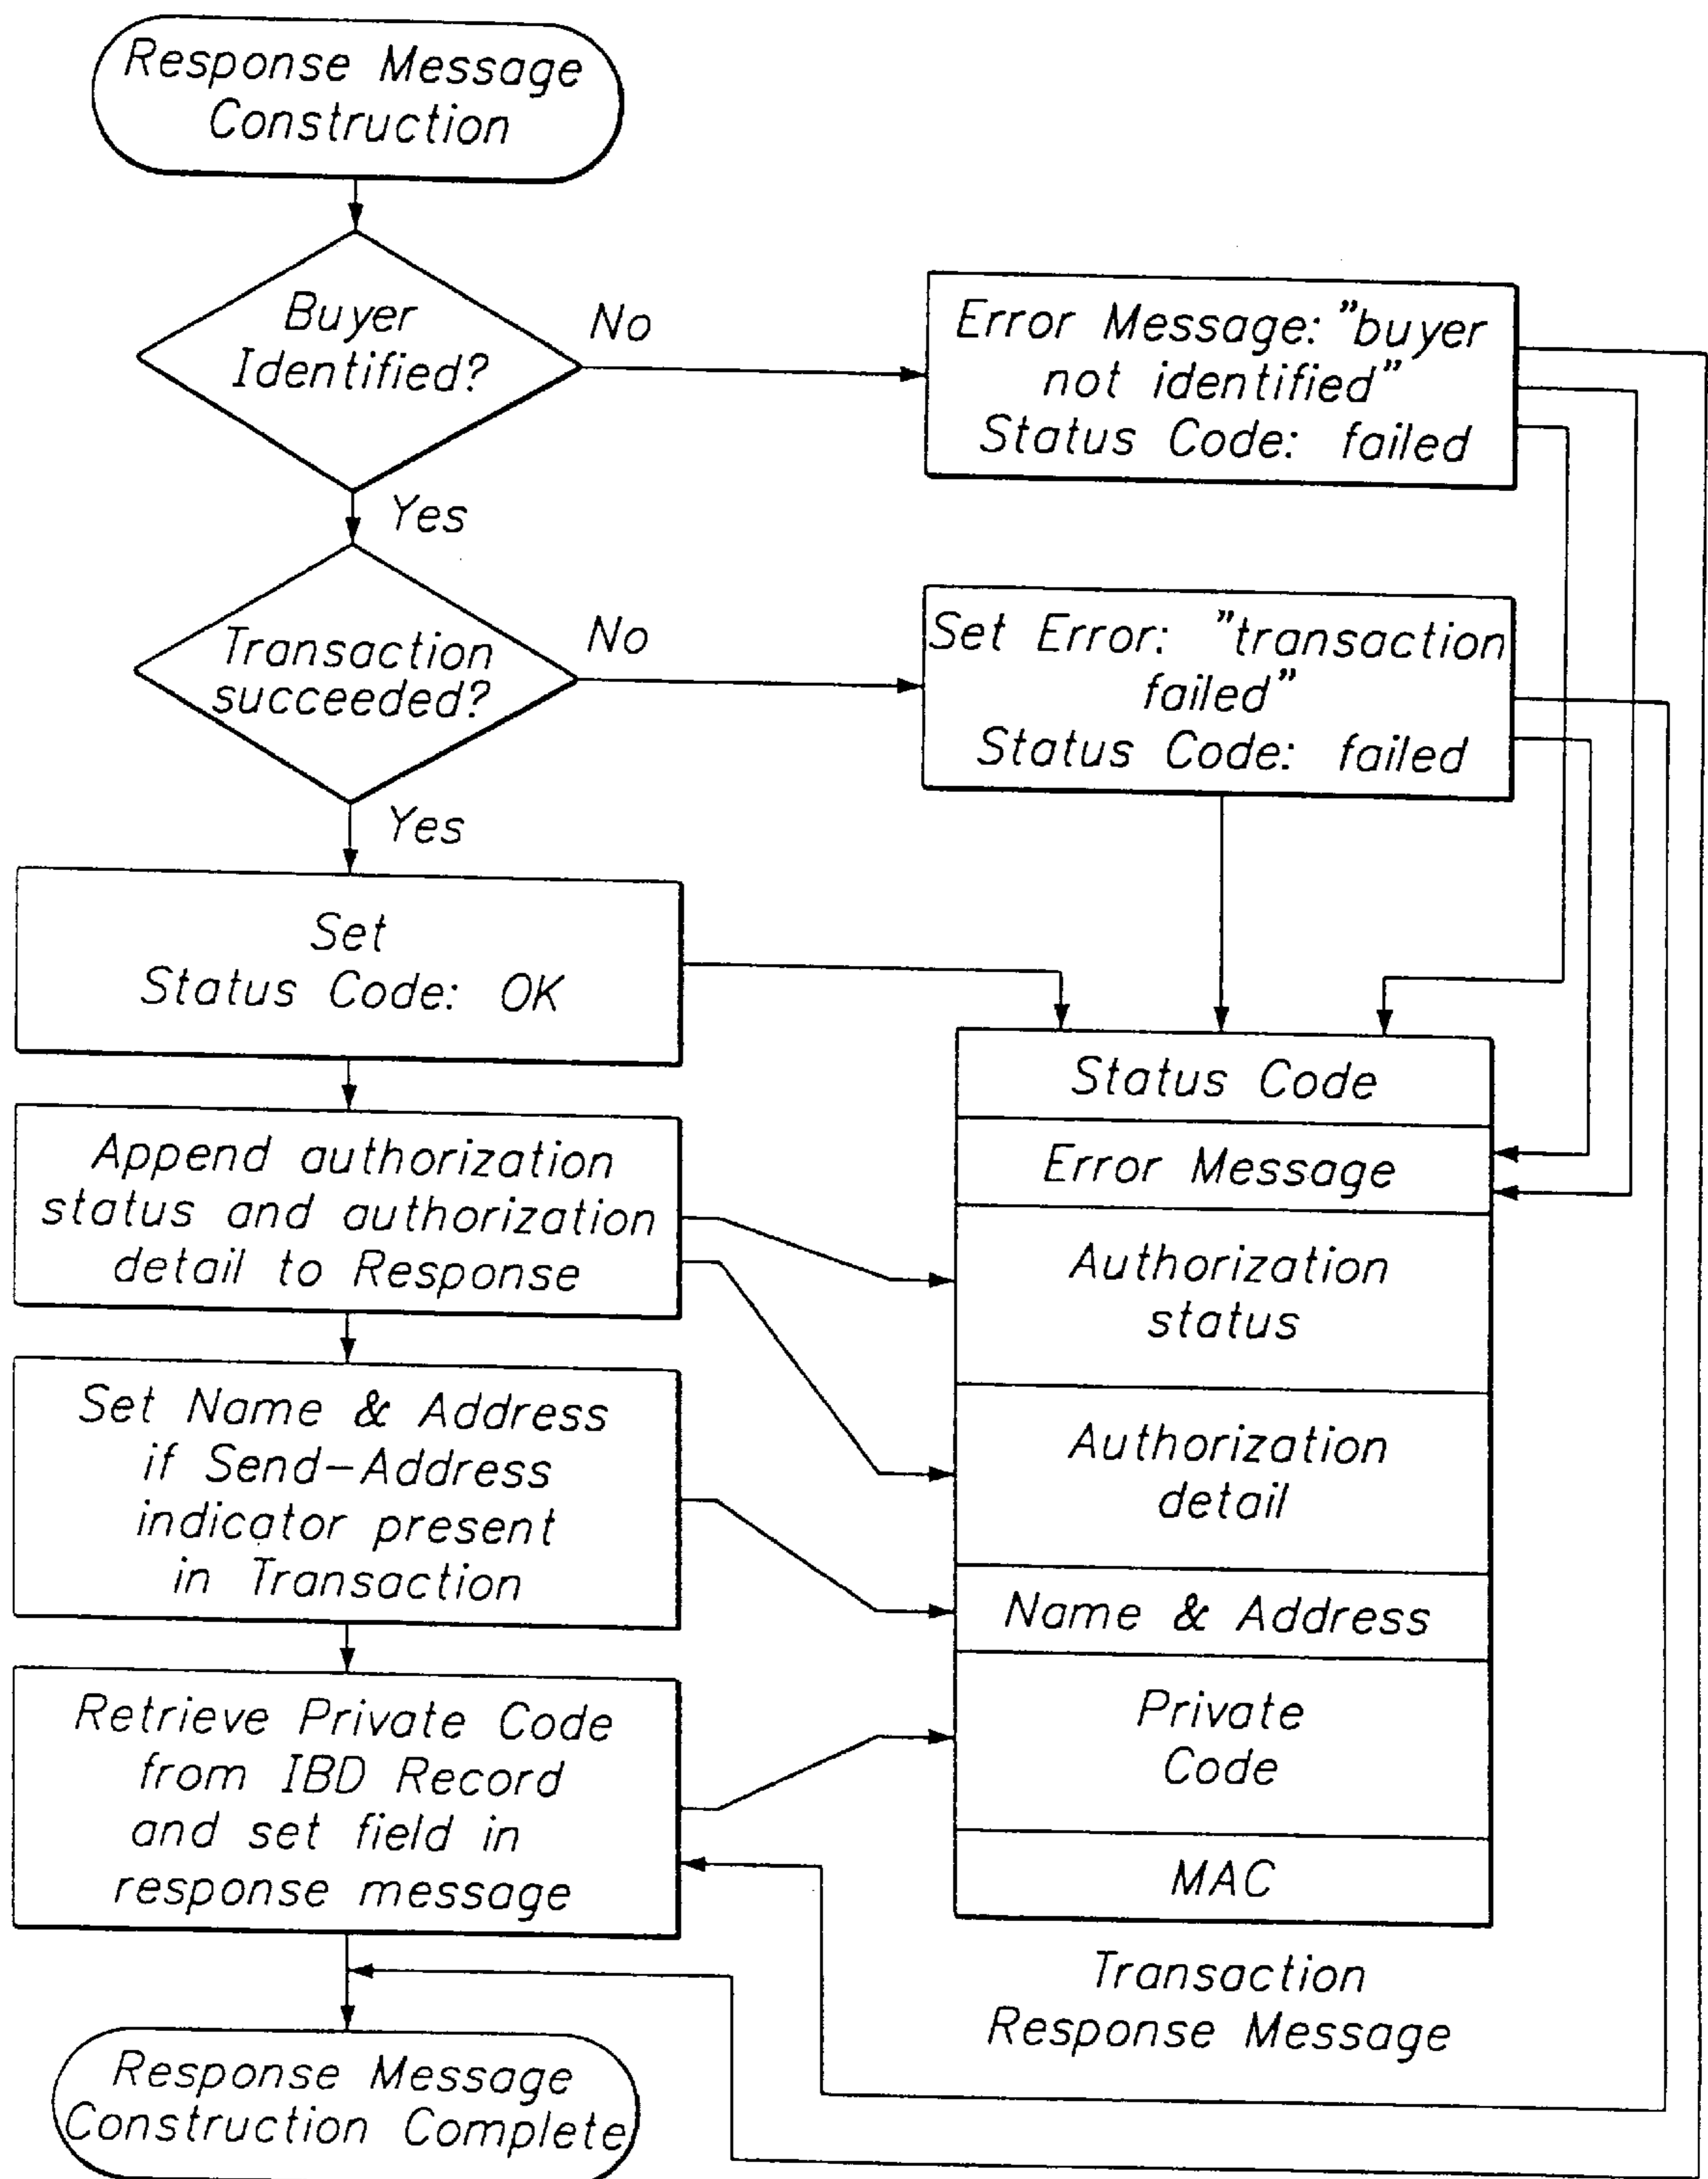 Response Message
Construction
Buyer
Identified?
No
Error Message: "buyer
not identified"
Status Code: failed
Yes
Transaction
succeeded?
No
Set Error: "transaction
failed"
Status Code: failed
Yes
Set
Status Code: OK
Append authorization
status and authorization
detail to Response
Set Name & Address
if Send-Address
indicator present
in Transaction
Retrieve Private Code
from IBD Record
and set field in
response message
Response Message
Construction Complete
Status Code
Error Message
Authorization
status
Authorization
detail
Name & Address
Private
Code
MAC
Transaction
Response Message